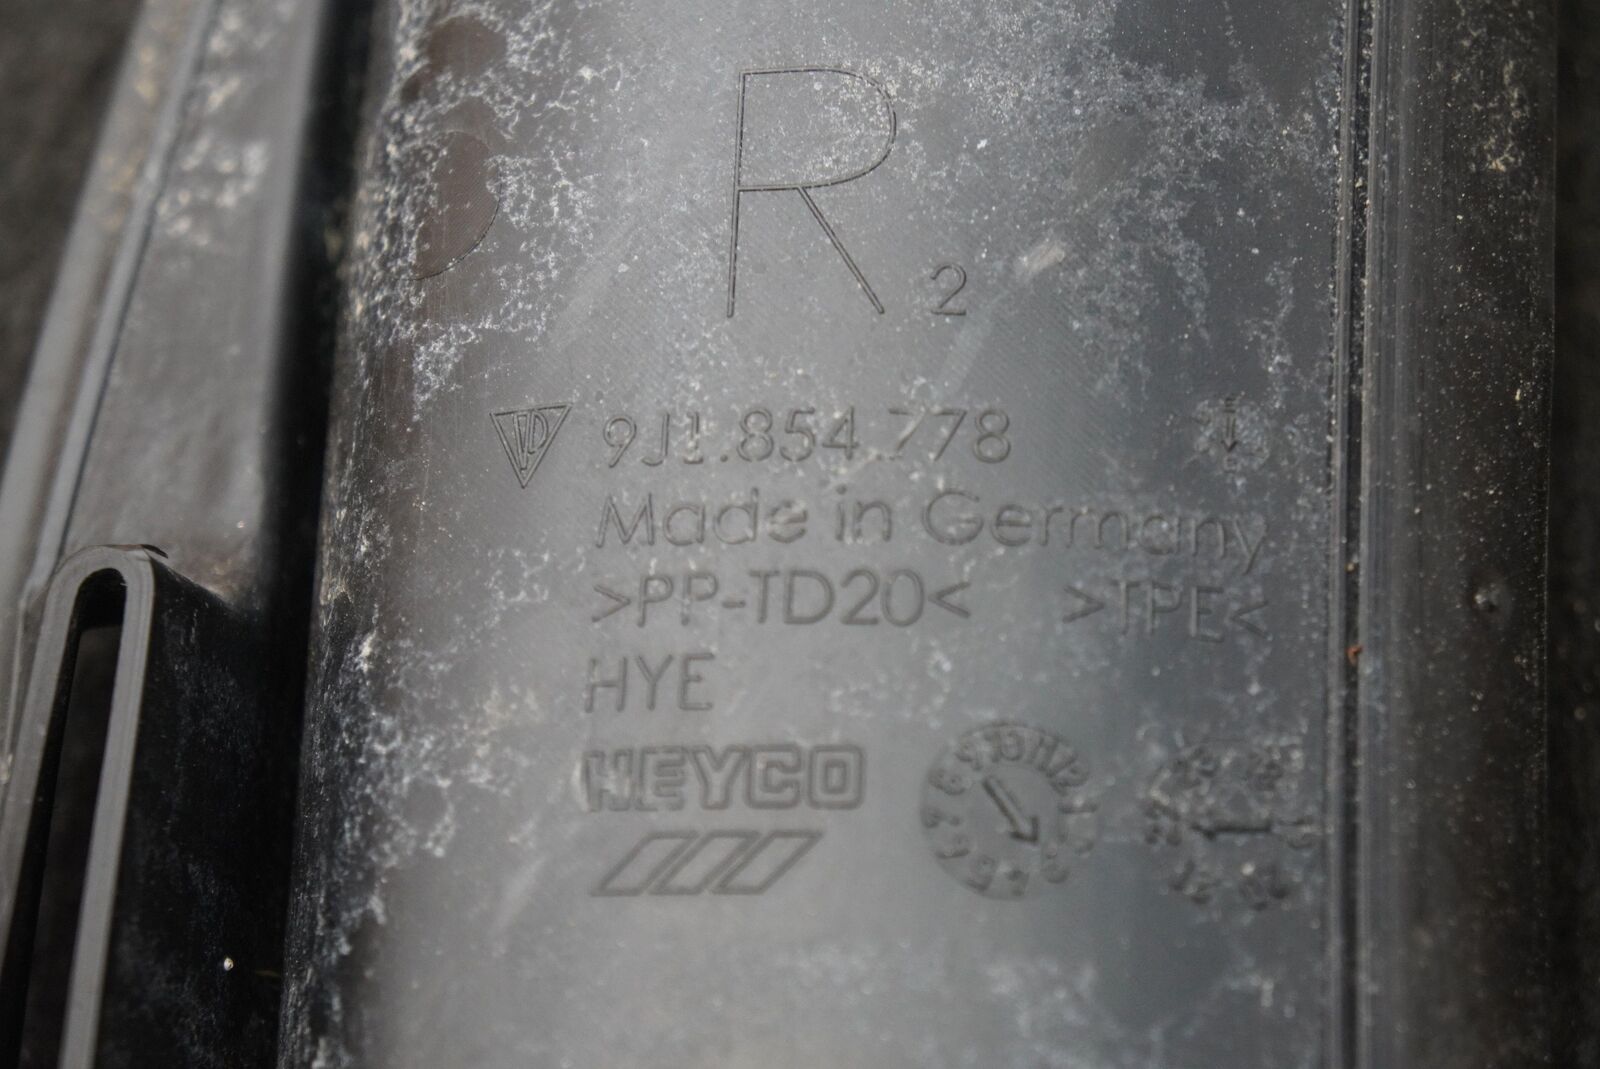 R 2
9J1.854.778
Made in Germany
>PP-TD20< >TPE<
HYE
HEYCO